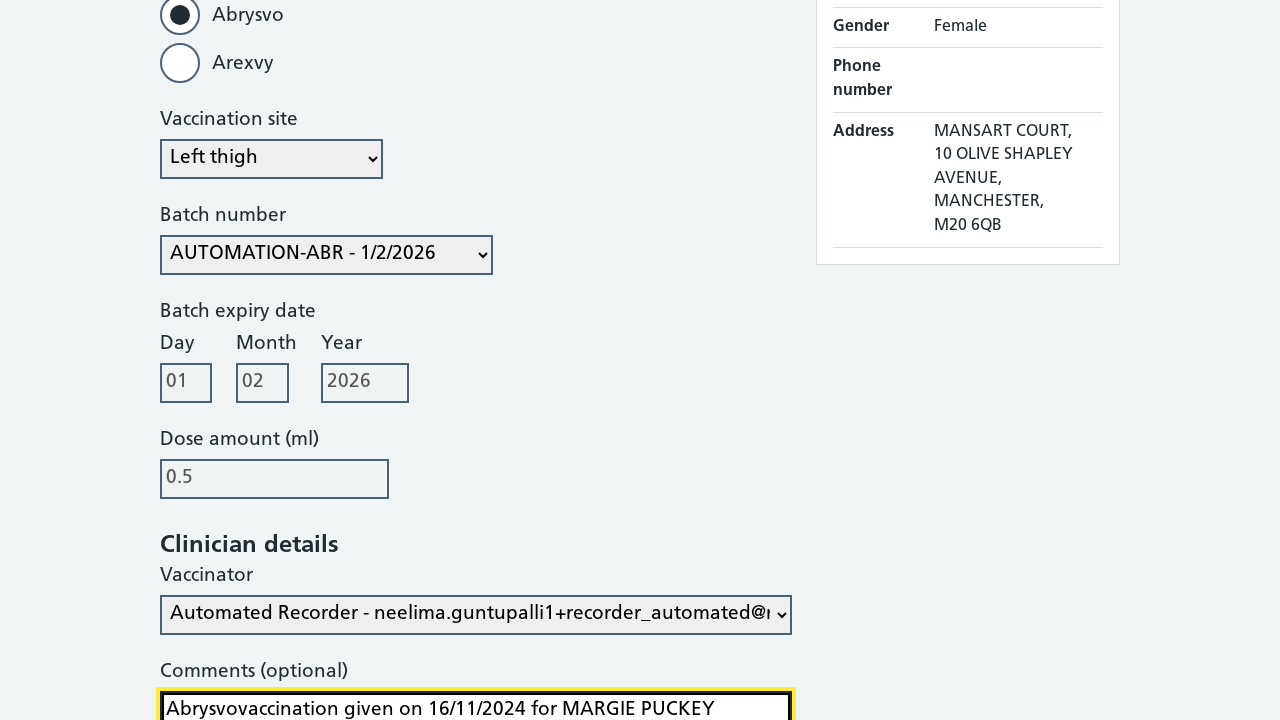 Abrysvo
Arexvy
Vaccination site
Left thigh
Batch number
AUTOMATION-ABR - 1/2/2026
Batch expiry date
Day Month Year
01 02 2026
Dose amount (ml)
0.5
Clinician details
Vaccinator
Automated Recorder - neelima.guntupalli1+recorder_automated@
Comments (optional)
Abrysvovaccination given on 16/11/2024 for MARGIE PUCKEY
Gender Female
Phone
number
Address MANSART COURT,
10 OLIVE SHAPLEY
AVENUE,
MANCHESTER,
M20 6QB